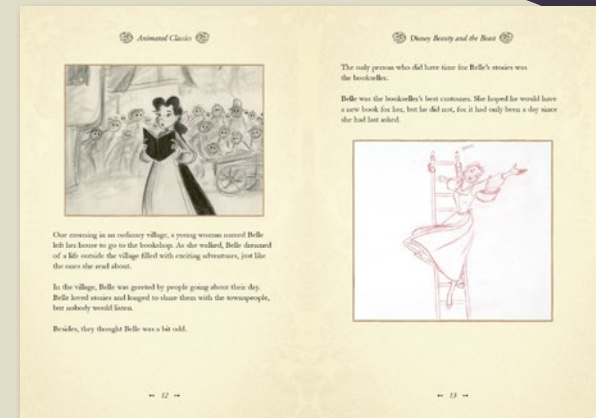 Animated Classics
One morning in an ordinary village, a young woman named Belle
left her house to go to the bookshop. As she walked, Belle dreamed
of a life outside the village filled with exciting adventures, just like
the ones she read about.
In the village, Belle was greeted by people going about their day.
Belle loved stories and longed to share them with the townspeople,
but nobody would listen.
Besides, they thought Belle was a bit odd.
12
Disney Beauty and the Beast
The only person who did have time for Belle's stories was
the bookseller.
Belle was the bookseller's best customer. She hoped he would have
a new book for her, but he did not, for it had only been a day since
she had last asked.
13